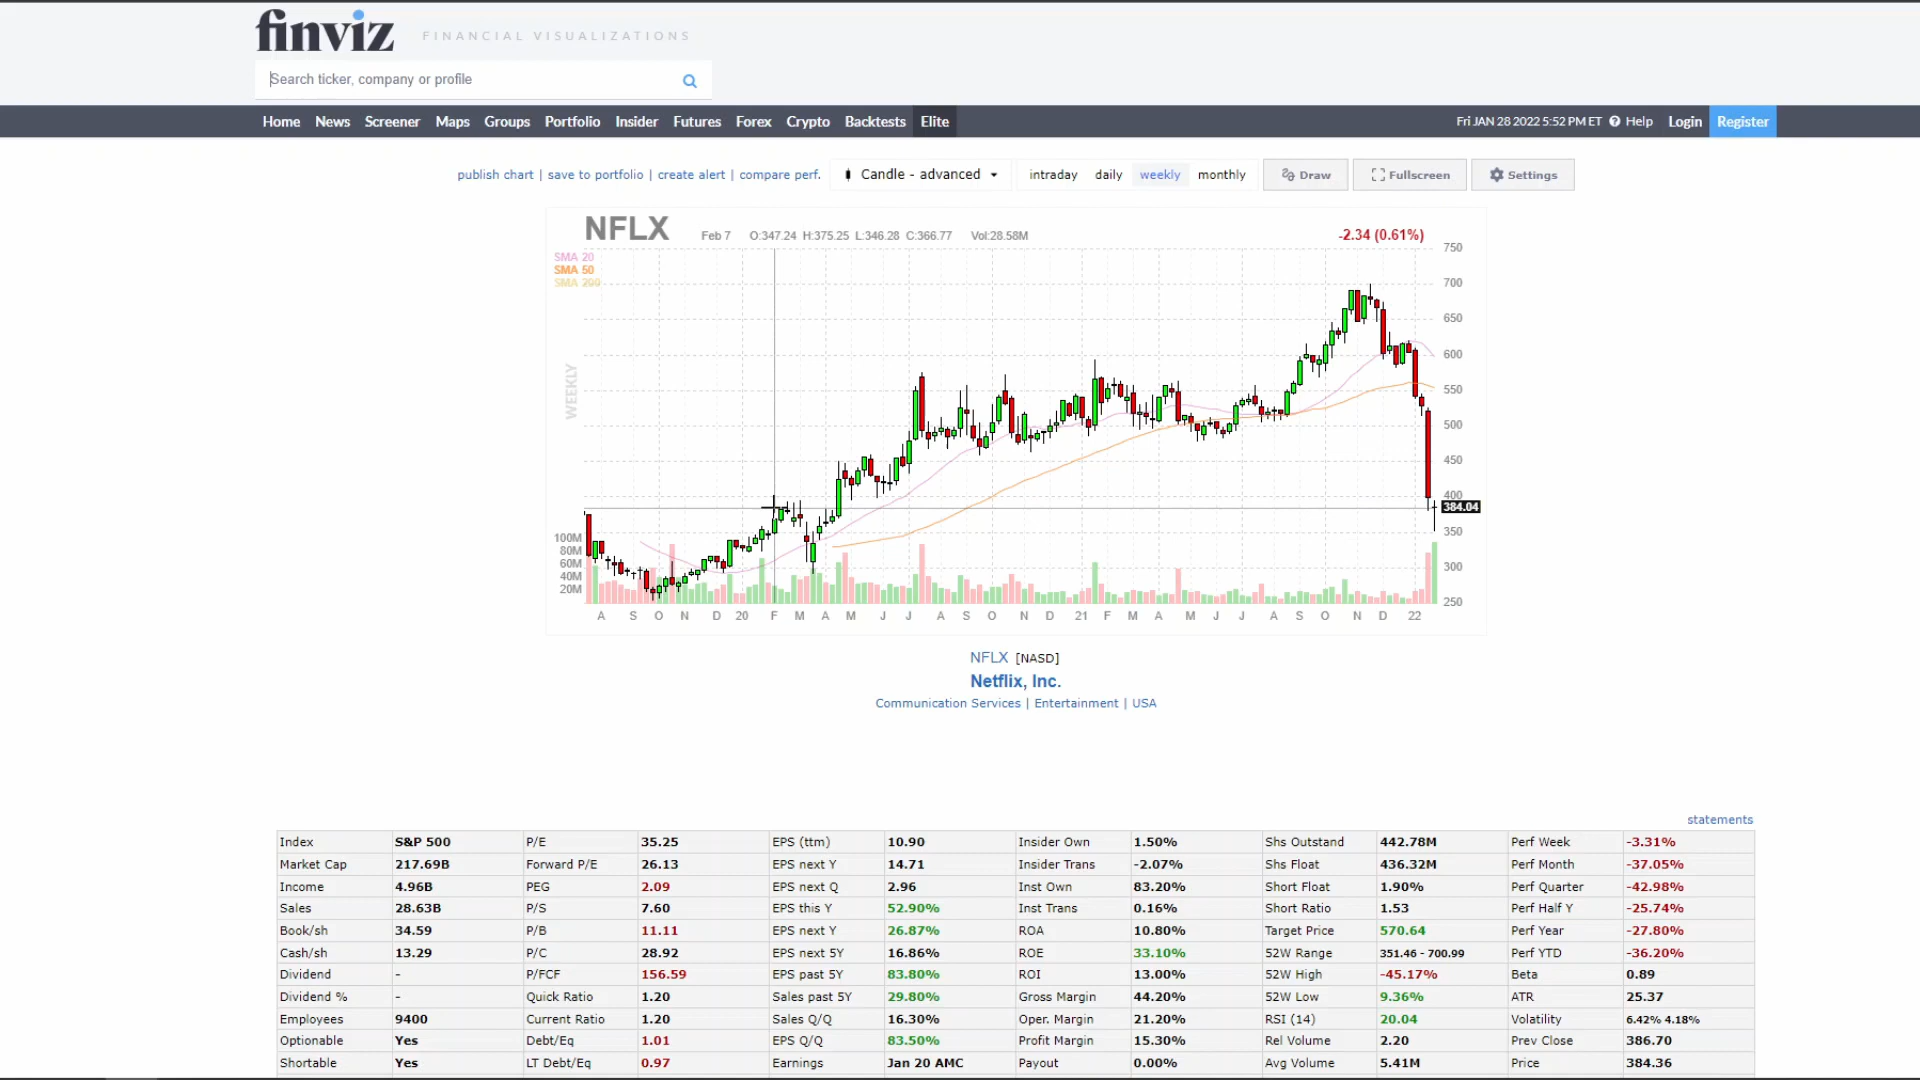 finviz FINANCIAL VISUALIZATIONS
Search ticker, company or profile
Home News Screener Maps Groups Portfolio Insider Futures Forex Crypto Backtests Elite Fri JAN 28 2022 5:52 PM ET Help Login Register
publish chart | save to portfolio | create alert | compare perf. Candle - advanced intraday daily weekly monthly Draw Fullscreen Settings
NFLX Feb 7 O:347.24 H:375.25 L:346.28 C:366.77 Vol:28.58M -2.34 (0.61%)
SMA 20
SMA 50
SMA 200
WEEKLY
750
700
650
600
550
500
450
400
384.04
350
300
250
100M
80M
60M
40M
20M
A S O N D 20 F M A M J J A S O N D 21 F M A M J J A S O N D 22
NFLX [NASD]
Netflix, Inc.
Communication Services | Entertainment | USA
statements
Index S&P 500 P/E 35.25 EPS (ttm) 10.90 Insider Own 1.50% Shs Outstand 442.78M Perf Week -3.31%
Market Cap 217.69B Forward P/E 26.13 EPS next Y 14.71 Insider Trans -2.07% Shs Float 436.32M Perf Month -37.05%
Income 4.96B PEG 2.09 EPS next Q 2.96 Inst Own 83.20% Short Float 1.90% Perf Quarter -42.98%
Sales 28.63B P/S 7.60 EPS this Y 52.90% Inst Trans 0.16% Short Ratio 1.53 Perf Half Y -25.74%
Book/sh 34.59 P/B 11.11 EPS next Y 26.87% ROA 10.80% Target Price 570.64 Perf Year -27.80%
Cash/sh 13.29 P/C 28.92 EPS next 5Y 16.86% ROE 33.10% 52W Range 351.46 - 700.99 Perf YTD -36.20%
Dividend - P/FCF 156.59 EPS past 5Y 83.80% ROI 13.00% 52W High -45.17% Beta 0.89
Dividend % - Quick Ratio 1.20 Sales past 5Y 29.80% Gross Margin 44.20% 52W Low 9.36% ATR 25.37
Employees 9400 Current Ratio 1.20 Sales Q/Q 16.30% Oper. Margin 21.20% RSI (14) 20.04 Volatility 6.42% 4.18%
Optionable Yes Debt/Eq 1.01 EPS Q/Q 83.50% Profit Margin 15.30% Rel Volume 2.20 Prev Close 386.70
Shortable Yes LT Debt/Eq 0.97 Earnings Jan 20 AMC Payout 0.00% Avg Volume 5.41M Price 384.36